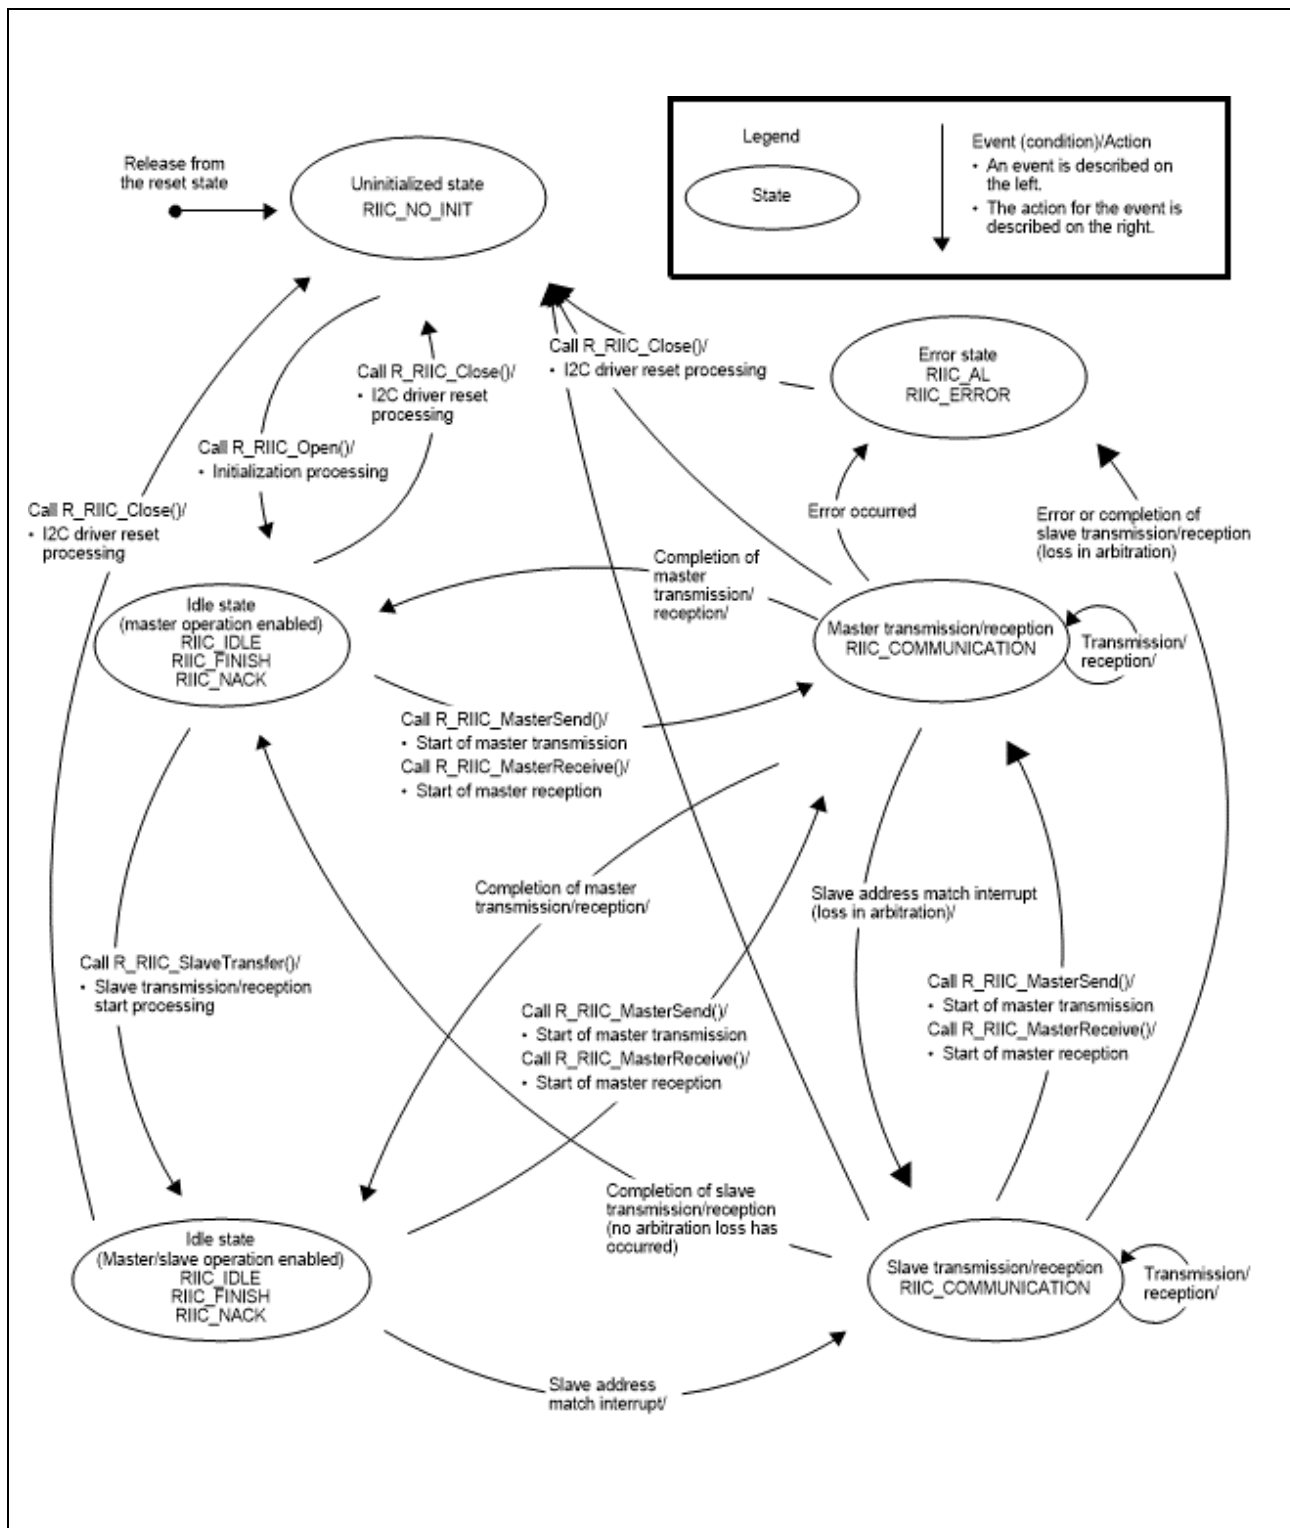 Legend
State
Event (condition)/Action
• An event is described on
the left.
• The action for the event is
described on the right.
Release from
the reset state
Uninitialized state
RIIC_NO_INIT
Call R_RIIC_Close()/
• I2C driver reset
processing
Call R_RIIC_Close()/
• I2C driver reset processing
Error state
RIIC_AL
RIIC_ERROR
Call R_RIIC_Open()/
• Initialization processing
Call R_RIIC_Close()/
• I2C driver reset
processing
Error occurred
Error or completion of
slave transmission/reception
(loss in arbitration)
Completion of
master
transmission/
reception/
Idle state
(master operation enabled)
RIIC_IDLE
RIIC_FINISH
RIIC_NACK
Master transmission/reception
RIIC_COMMUNICATION
Transmission/
reception/
Call R_RIIC_MasterSend()/
• Start of master transmission
Call R_RIIC_MasterReceive()/
• Start of master reception
Completion of master
transmission/reception/
Slave address match interrupt
(loss in arbitration)/
Call R_RIIC_SlaveTransfer()/
• Slave transmission/reception
start processing
Call R_RIIC_MasterSend()/
• Start of master transmission
Call R_RIIC_MasterReceive()/
• Start of master reception
Call R_RIIC_MasterSend()/
• Start of master transmission
Call R_RIIC_MasterReceive()/
• Start of master reception
Completion of slave
transmission/reception
(no arbitration loss has
occurred)
Idle state
(Master/slave operation enabled)
RIIC_IDLE
RIIC_FINISH
RIIC_NACK
Slave transmission/reception
RIIC_COMMUNICATION
Transmission/
reception/
Slave address
match interrupt/